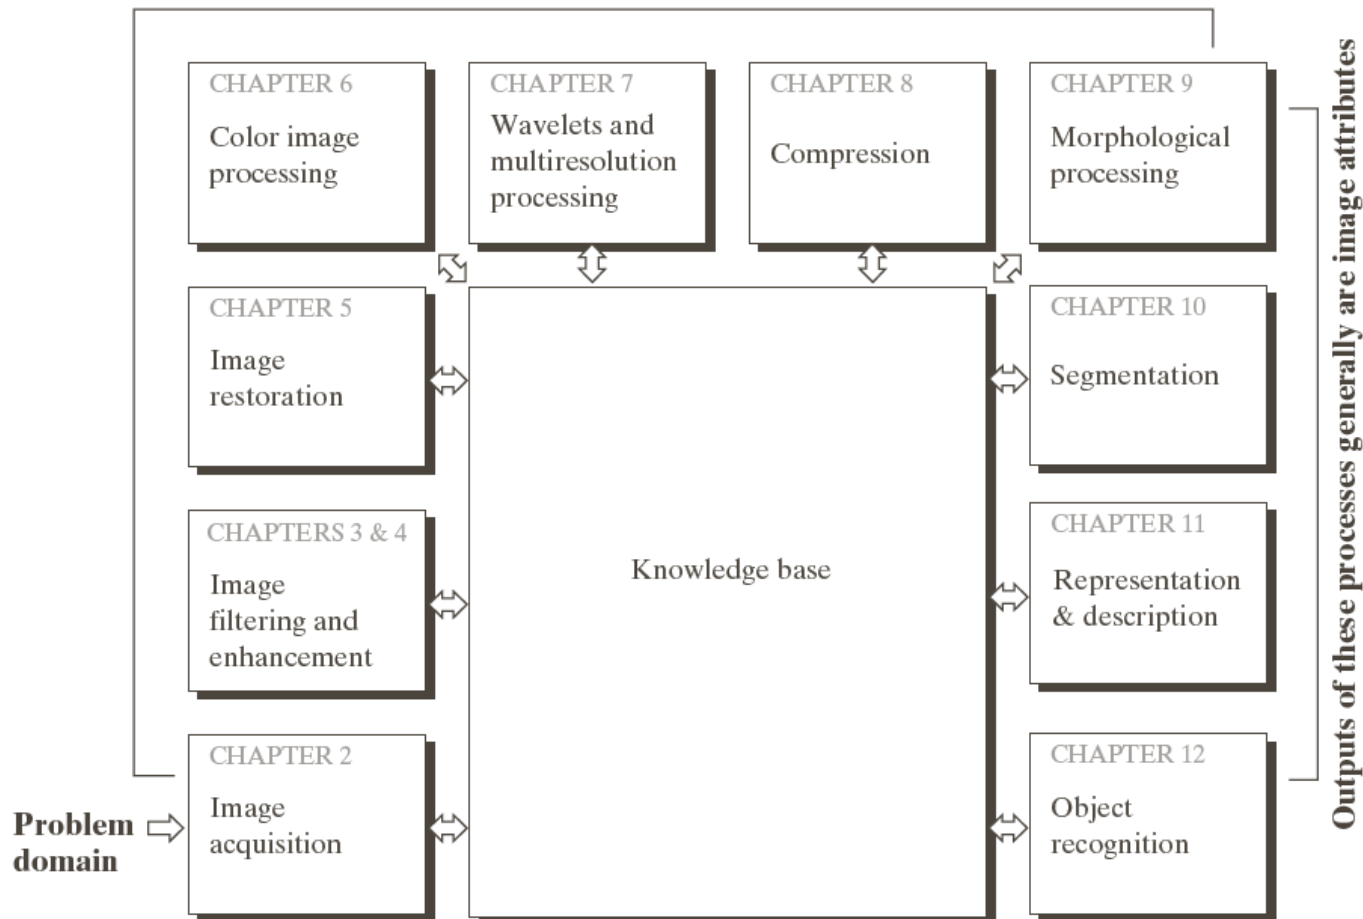 CHAPTER 6
Color image
processing
CHAPTER 7
Wavelets and
multiresolution
processing
CHAPTER 8
Compression
CHAPTER 9
Morphological
processing
CHAPTER 5
Image
restoration
CHAPTER 10
Segmentation
CHAPTERS 3 & 4
Image
filtering and
enhancement
Knowledge base
CHAPTER 11
Representation
& description
CHAPTER 2
Image
acquisition
CHAPTER 12
Object
recognition
Problem
domain
Outputs of these processes generally are image attributes